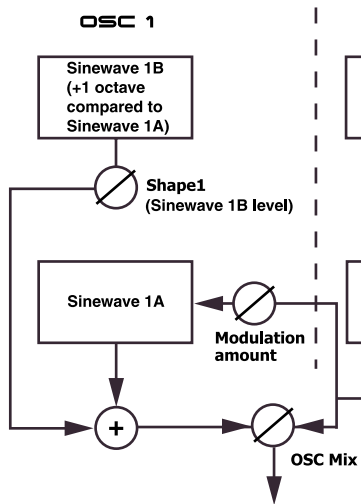 OSC 1
Sinewave 1B
(+1 octave
compared to
Sinewave 1A)
Shape1
(Sinewave 1B level)
Sinewave 1A
Modulation
amount
+
OSC Mix